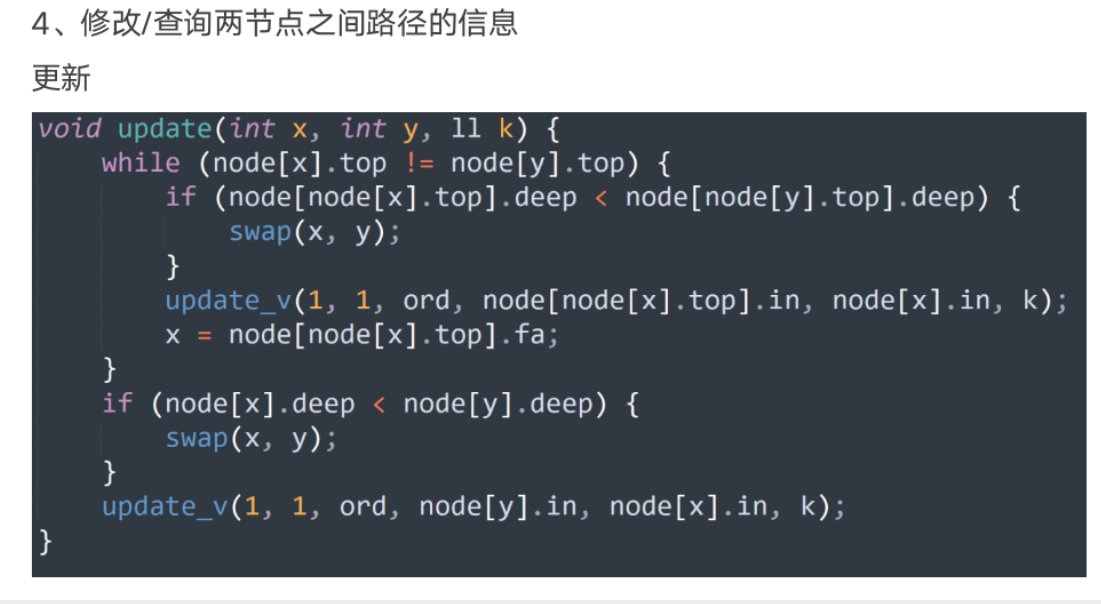 4、修改/查询两节点之间路径的信息
更新
void update(int x, int y, ll k) {
    while (node[x].top != node[y].top) {
        if (node[node[x].top].deep < node[node[y].top].deep) {
            swap(x, y);
        }
        update_v(1, 1, ord, node[node[x].top].in, node[x].in, k);
        x = node[node[x].top].fa;
    }
    if (node[x].deep < node[y].deep) {
        swap(x, y);
    }
    update_v(1, 1, ord, node[y].in, node[x].in, k);
}